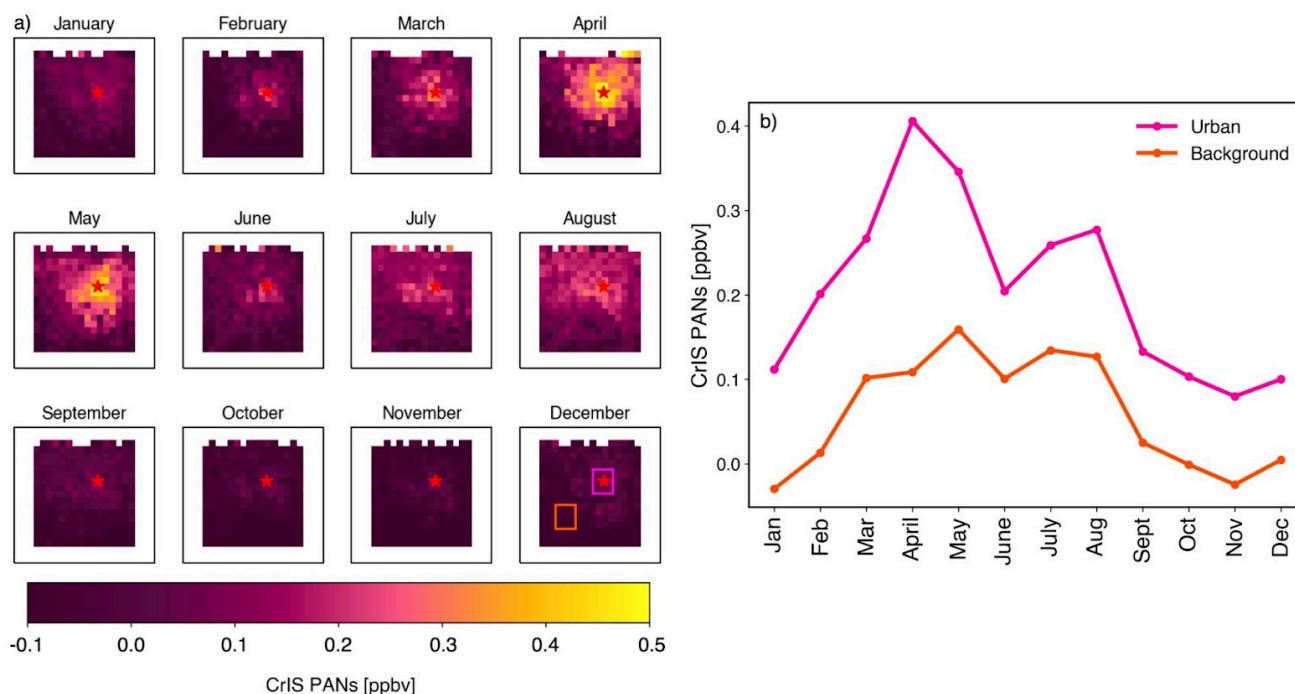 a)
January February March April
May June July August
September October November December
-0.1 0.0 0.1 0.2 0.3 0.4 0.5
CrIS PANs [ppbv]
b)
Urban
Background
CrIS PANs [ppbv]
0.4
0.3
0.2
0.1
0.0
Jan Feb Mar April May June July Aug Sept Oct Nov Dec